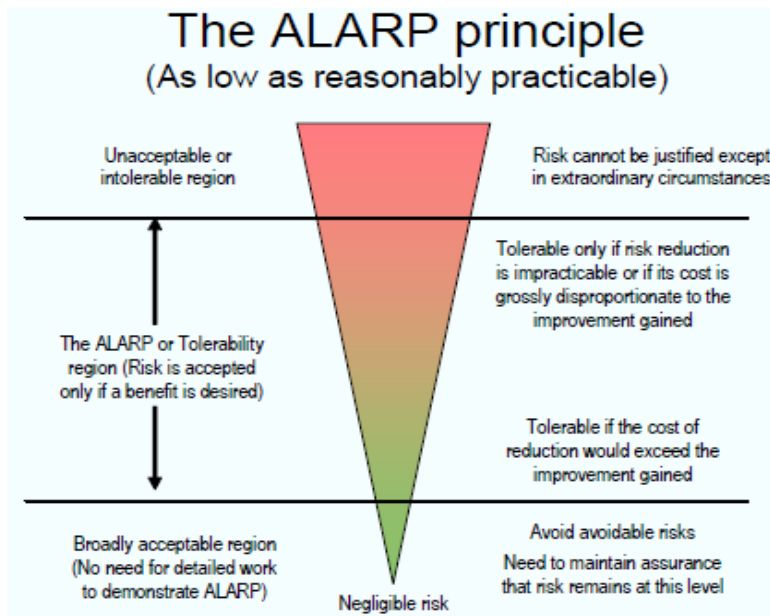 The ALARP principle
(As low as reasonably practicable)
Unacceptable or
intolerable region
Risk cannot be justified except
in extraordinary circumstances
Tolerable only if risk reduction
is impracticable or if its cost is
grossly disproportionate to the
improvement gained
The ALARP or Tolerability
region (Risk is accepted
only if a benefit is desired)
Tolerable if the cost of
reduction would exceed the
improvement gained
Broadly acceptable region
(No need for detailed work
to demonstrate ALARP)
Avoid avoidable risks
Need to maintain assurance
that risk remains at this level
Negligible risk